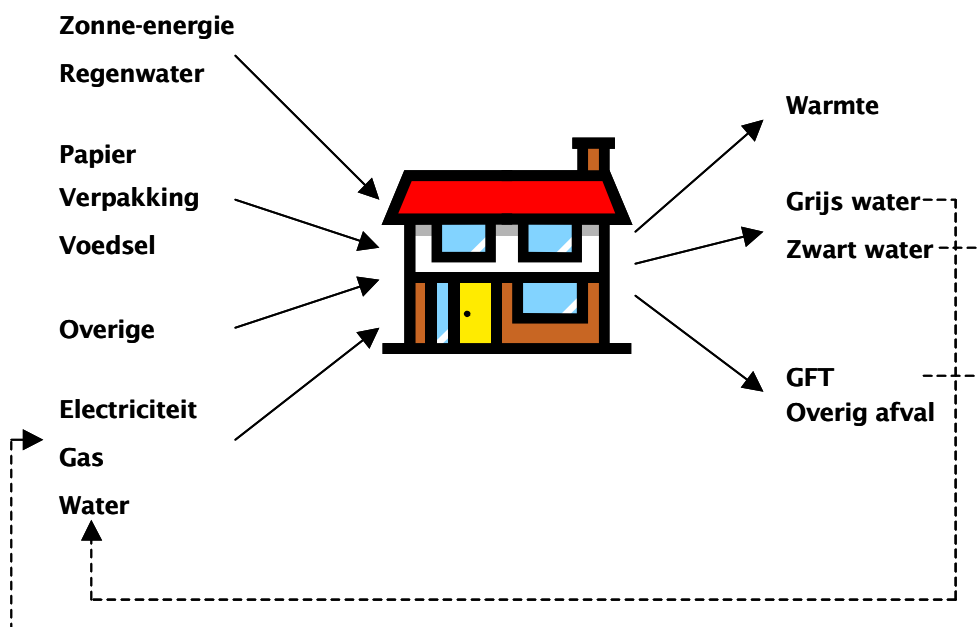 Zonne-energie
Regenwater
Papier
Verpakking
Voedsel
Overige
Electriciteit
Gas
Water
Warmte
Grijs water
Zwart water
GFT
Overig afval